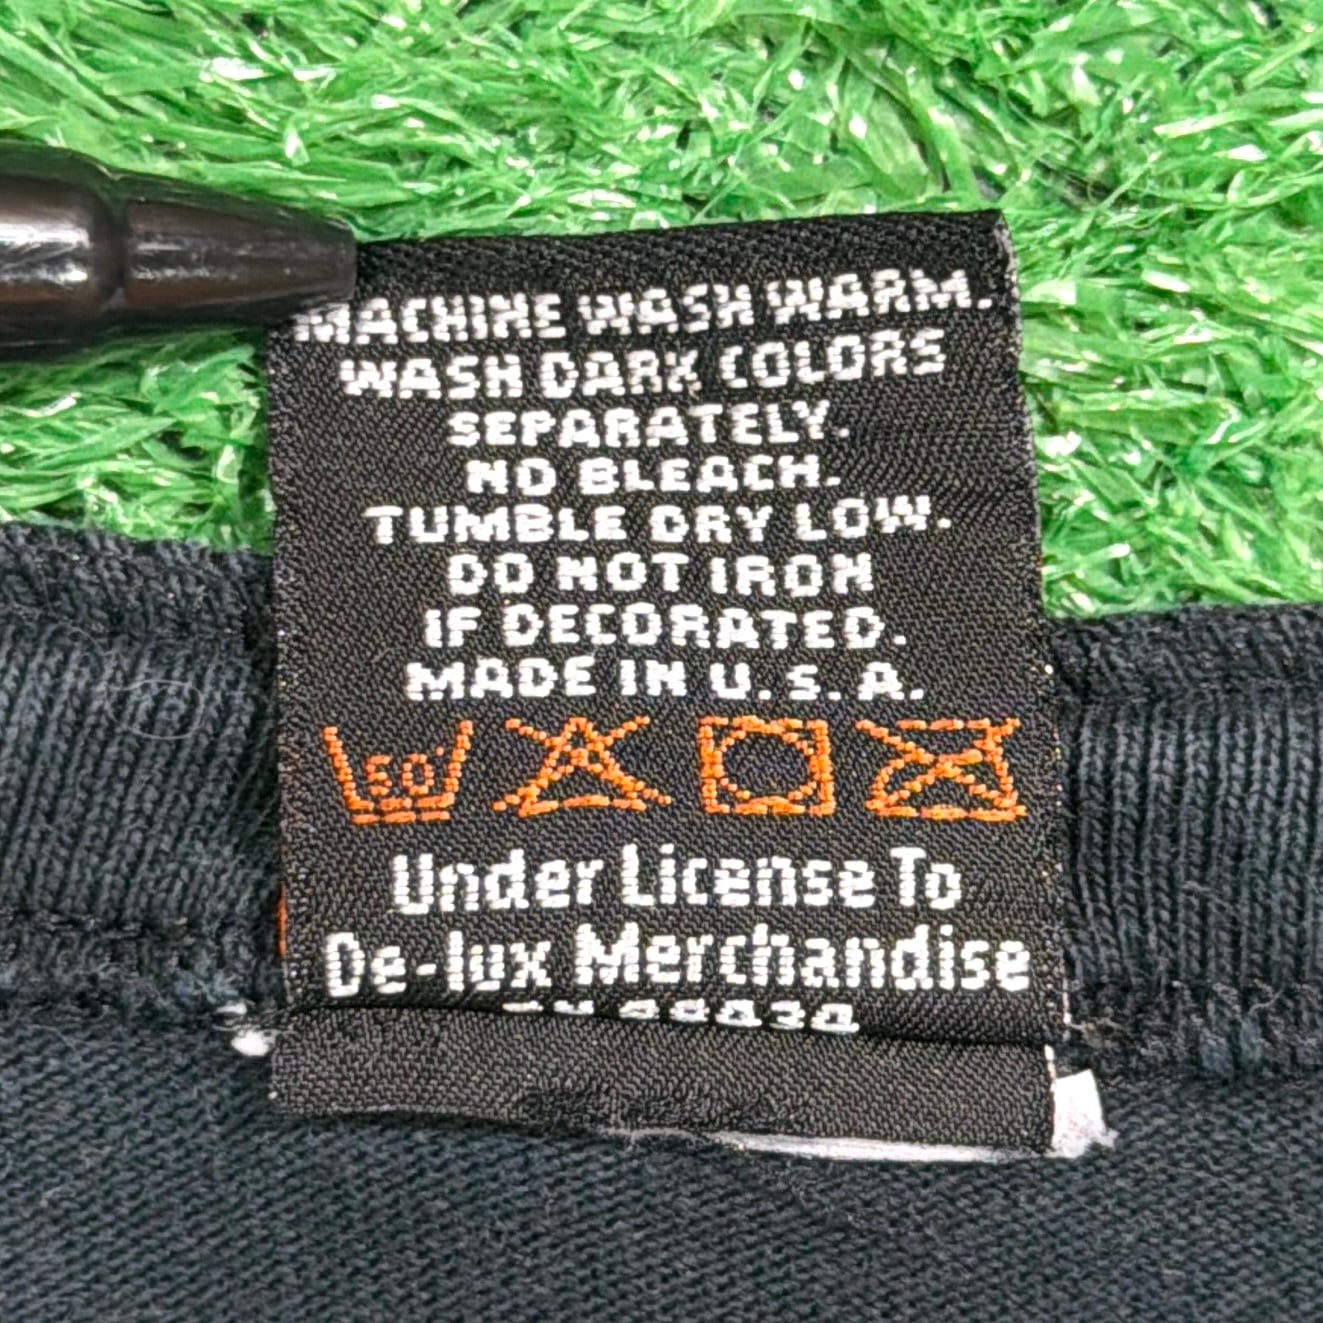 MACHINE WASH WARM.
WASH DARK COLORS
SEPARATELY.
NO BLEACH.
TUMBLE DRY LOW.
DO NOT IRON
IF DECORATED.
MADE IN U.S.A.
50°
Under License To
De-lux Merchandise